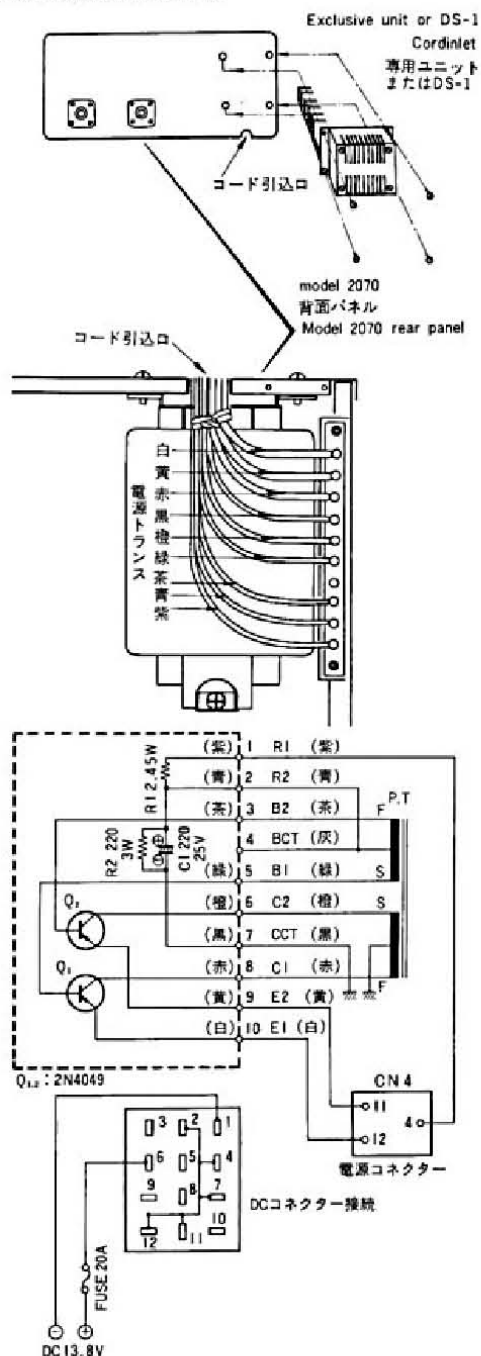 Exclusive unit or DS-1
Cordinlet
専用ユニット
またはDS-1
コード引込口
model 2070
背面パネル
Model 2070 rear panel
コード引込口
電源トランス
白
黄
赤
黒
橙
緑
茶
青
紫
(紫) 1 R1 (紫)
(青) 2 R2 (青)
(茶) 3 B2 (茶)
4 BCT (灰)
(緑) 5 B1 (緑)
(橙) 6 C2 (橙)
(黒) 7 CCT (黒)
(赤) 8 C1 (赤)
(黄) 9 E2 (黄)
(白) 10 E1 (白)
P.T
F
S
S
F
R2 220
3W
C1 220
25V
Q2
Q1
Q1,2 : 2N4049
CN 4
11
12
4
電源コネクター
3
2
1
6
5
4
9
8
7
12
11
10
DCコネクター接続
FUSE 20A
⊖ ⊕
DC 13.8V